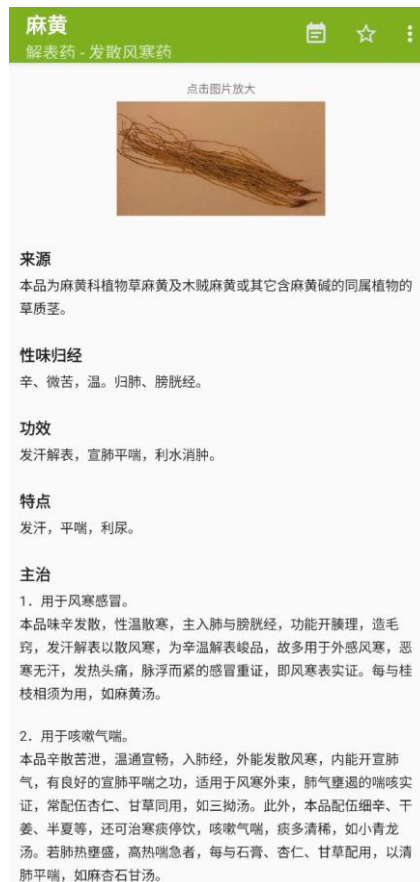 麻黄
解表药 - 发散风寒药
点击图片放大
来源
本品为麻黄科植物草麻黄及木贼麻黄或其它含麻黄碱的同属植物的
草质茎。
性味归经
辛、微苦，温。归肺、膀胱经。
功效
发汗解表，宣肺平喘，利水消肿。
特点
发汗，平喘，利尿。
主治
1．用于风寒感冒。
本品味辛发散，性温散寒，主入肺与膀胱经，功能开腠理，造毛
窍，发汗解表以散风寒，为辛温解表峻品，故多用于外感风寒，恶
寒无汗，发热头痛，脉浮而紧的感冒重证，即风寒表实证。每与桂
枝相须为用，如麻黄汤。
2．用于咳嗽气喘。
本品辛散苦泄，温通宣畅，入肺经，外能发散风寒，内能开宣肺
气，有良好的宣肺平喘之功，适用于风寒外束，肺气壅遏的喘咳实
证，常配伍杏仁、甘草同用，如三拗汤。此外，本品配伍细辛、干
姜、半夏等，还可治寒痰停饮，咳嗽气喘，痰多清稀，如小青龙
汤。若肺热壅盛，高热喘急者，每与石膏、杏仁、甘草配用，以清
肺平喘，如麻杏石甘汤。